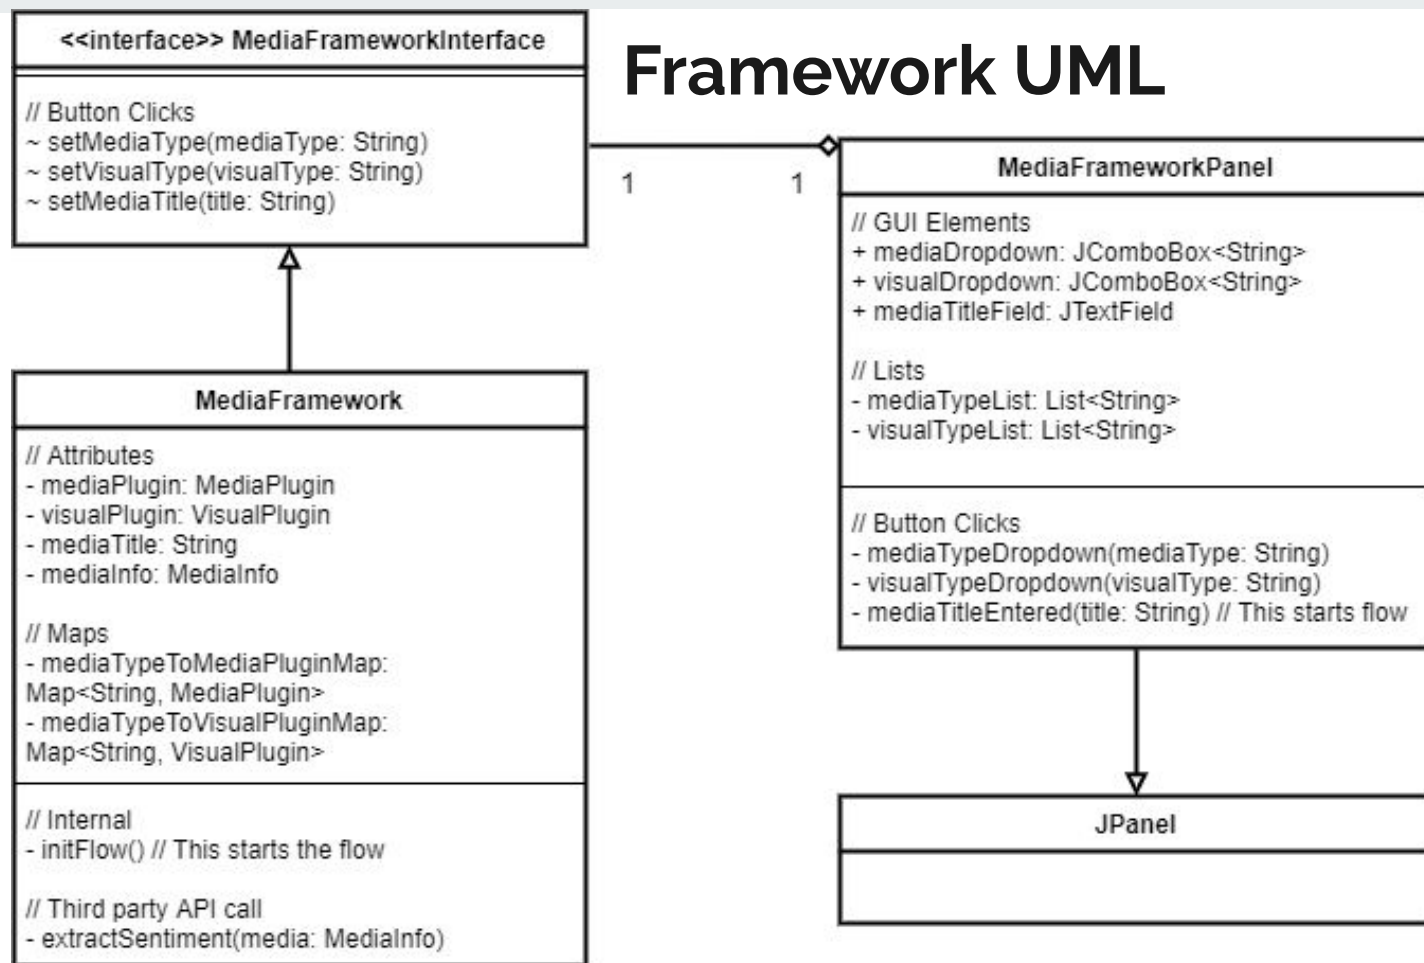 Framework UML
<<interface>> MediaFrameworkInterface
// Button Clicks
~ setMediaType(mediaType: String)
~ setVisualType(visualType: String)
~ setMediaTitle(title: String)
1
1
MediaFrameworkPanel
// GUI Elements
+ mediaDropdown: JComboBox<String>
+ visualDropdown: JComboBox<String>
+ mediaTitleField: JTextField
// Lists
- mediaTypeList: List<String>
- visualTypeList: List<String>
// Button Clicks
- mediaTypeDropdown(mediaType: String)
- visualTypeDropdown(visualType: String)
- mediaTitleEntered(title: String) // This starts flow
MediaFramework
// Attributes
- mediaPlugin: MediaPlugin
- visualPlugin: VisualPlugin
- mediaTitle: String
- mediaInfo: MediaInfo
// Maps
- mediaTypeToMediaPluginMap:
Map<String, MediaPlugin>
- mediaTypeToVisualPluginMap:
Map<String, VisualPlugin>
// Internal
- initFlow() // This starts the flow
// Third party API call
- extractSentiment(media: MediaInfo)
JPanel